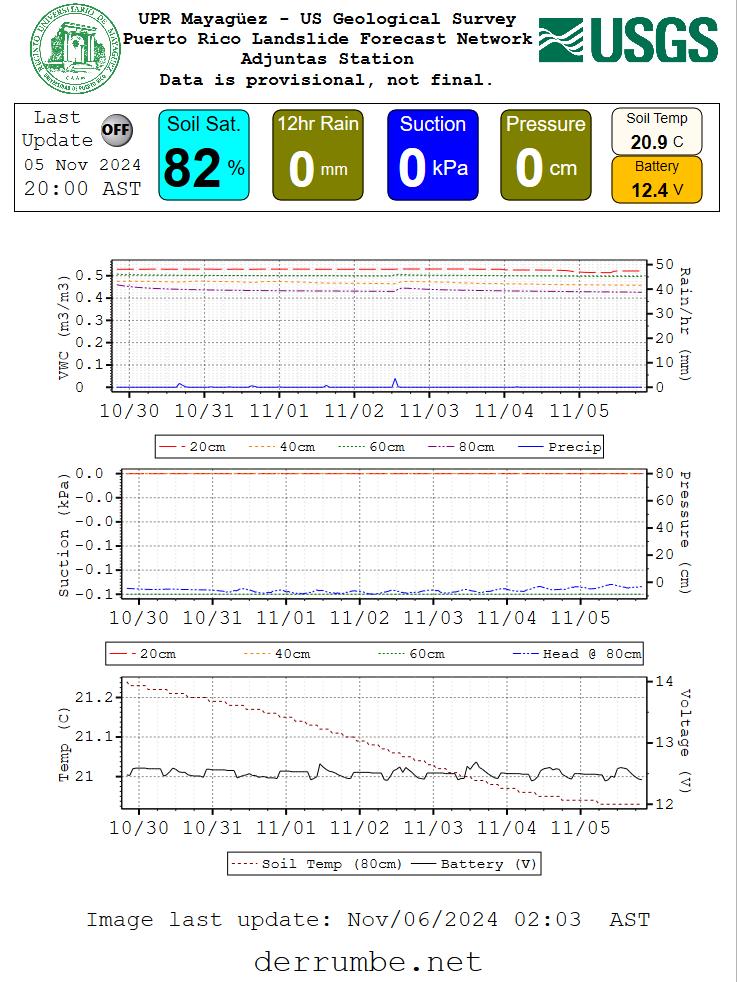 UPR Mayagüez - US Geological Survey
Puerto Rico Landslide Forecast Network
Adjuntas Station
Data is provisional, not final.
USGS
Last
Update
OFF
05 Nov 2024
20:00 AST
Soil Sat.
82 %
12hr Rain
0 mm
Suction
0 kPa
Pressure
0 cm
Soil Temp
20.9 C
Battery
12.4 V
VWC (m3/m3)
0.5
0.4
0.3
0.2
0.1
0
Rain/hr (mm)
50
40
30
20
10
0
10/30 10/31 11/01 11/02 11/03 11/04 11/05
20cm 40cm 60cm 80cm Precip
Suction (kPa)
0.0
-0.0
-0.0
-0.1
-0.1
-0.1
Pressure (cm)
80
60
40
20
0
10/30 10/31 11/01 11/02 11/03 11/04 11/05
20cm 40cm 60cm Head @ 80cm
Temp (C)
21.2
21.1
21
Voltage (V)
14
13
12
10/30 10/31 11/01 11/02 11/03 11/04 11/05
Soil Temp (80cm) Battery (V)
Image last update: Nov/06/2024 02:03 AST
derrumbe.net